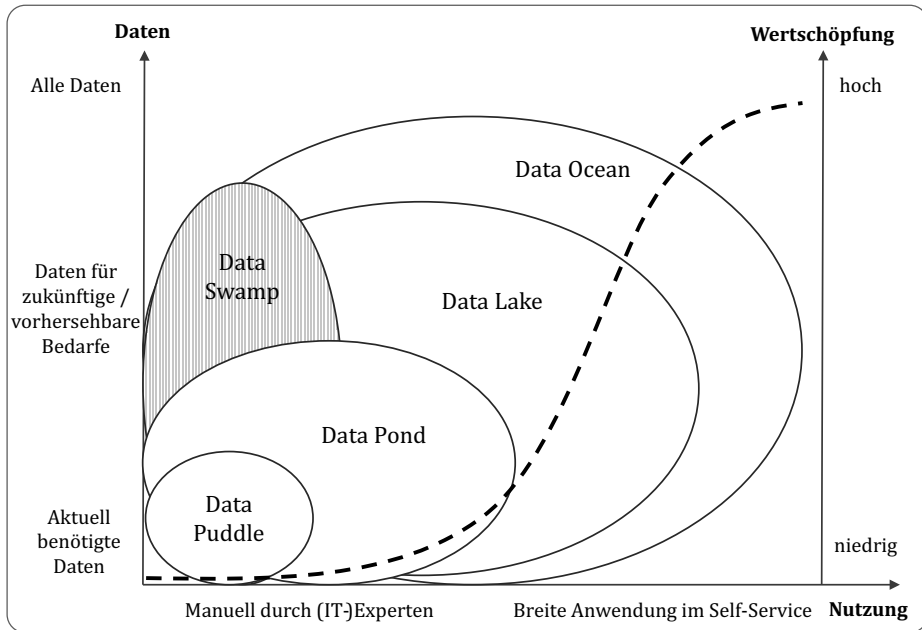 Daten
Wertschöpfung
Alle Daten
hoch
Data Ocean
Data
Swamp
Daten für
zukünftige /
vorhersehbare
Bedarfe
Data Lake
Data Pond
Data
Puddle
Aktuell
benötigte
Daten
niedrig
Manuell durch (IT-)Experten
Breite Anwendung im Self-Service
Nutzung